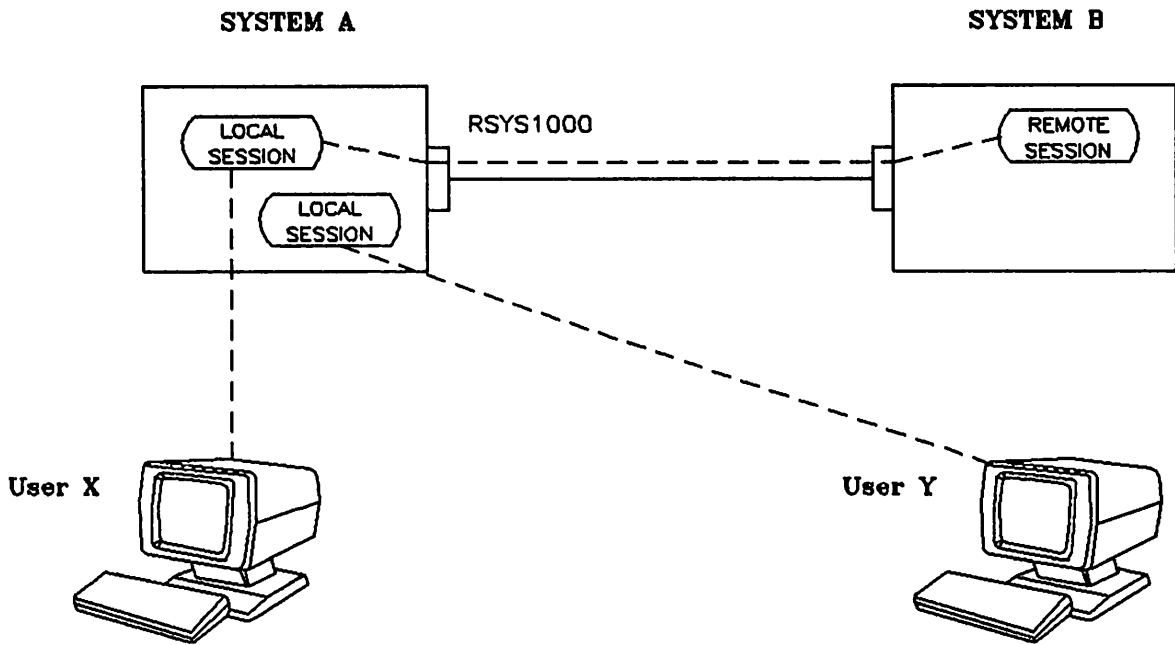 SYSTEM A
SYSTEM B
LOCAL
SESSION
RSYS1000
REMOTE
SESSION
LOCAL
SESSION
User X
User Y